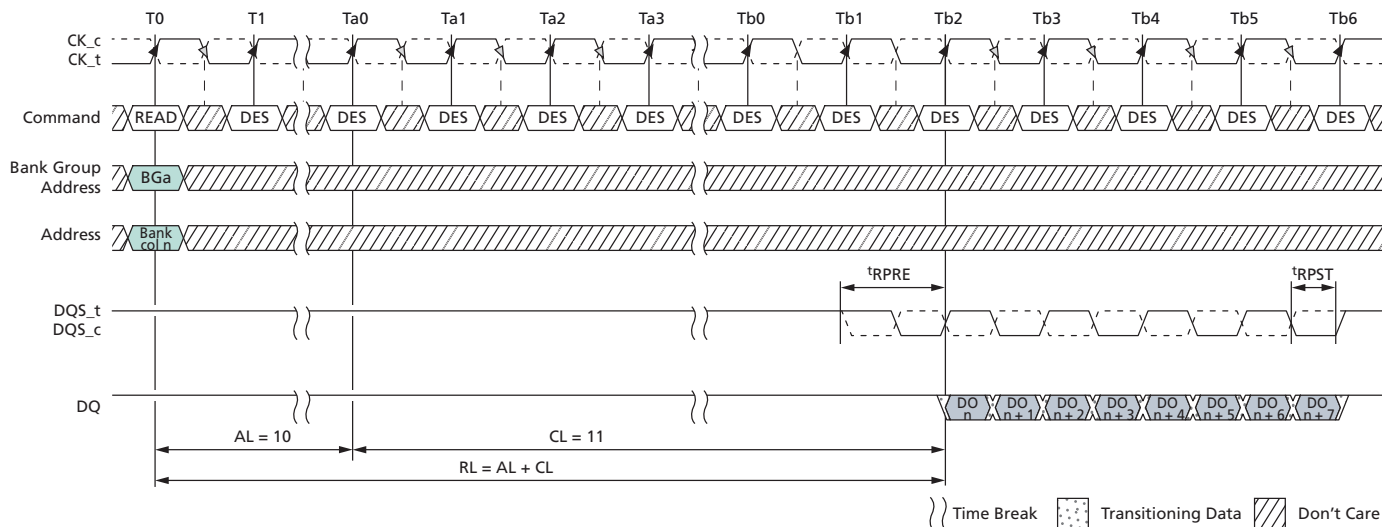 T0 T1 Ta0 Ta1 Ta2 Ta3 Tb0 Tb1 Tb2 Tb3 Tb4 Tb5 Tb6
CK_c
CK_t
Command READ DES DES DES DES DES DES DES DES DES DES DES DES
Bank Group
Address
BGa
Address
Bank
col n
tRPRE
tRPST
DQS_t
DQS_c
DQ
DO
n
DO
n + 1
DO
n + 2
DO
n + 3
DO
n + 4
DO
n + 5
DO
n + 6
DO
n + 7
AL = 10
CL = 11
RL = AL + CL
Time Break
Transitioning Data
Don't Care